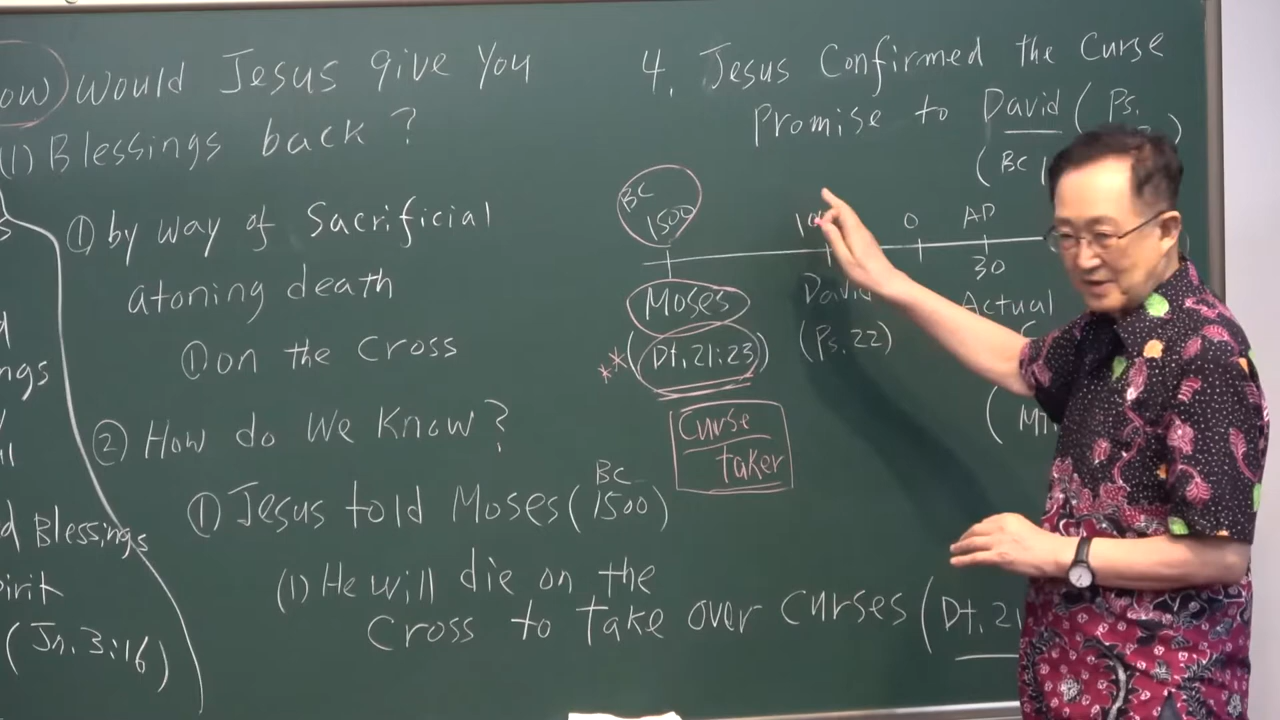 ow would Jesus give you
(1) Blessings back?
① by way of Sacrificial
atoning death
① on the cross
② How do we know?
BC
① Jesus told Moses (1500)
(1) He will die on the
cross to take over curses (Dt. 21
ngs
d Blessings
irit
(Jn. 3:16)
4. Jesus confirmed the curse
promise to David (Ps.
(BC 1
BC
1500
0
AD
30
Moses
**(Dt. 21:23)
Curse
taker
David
(Ps. 22)
Actual
(MT.